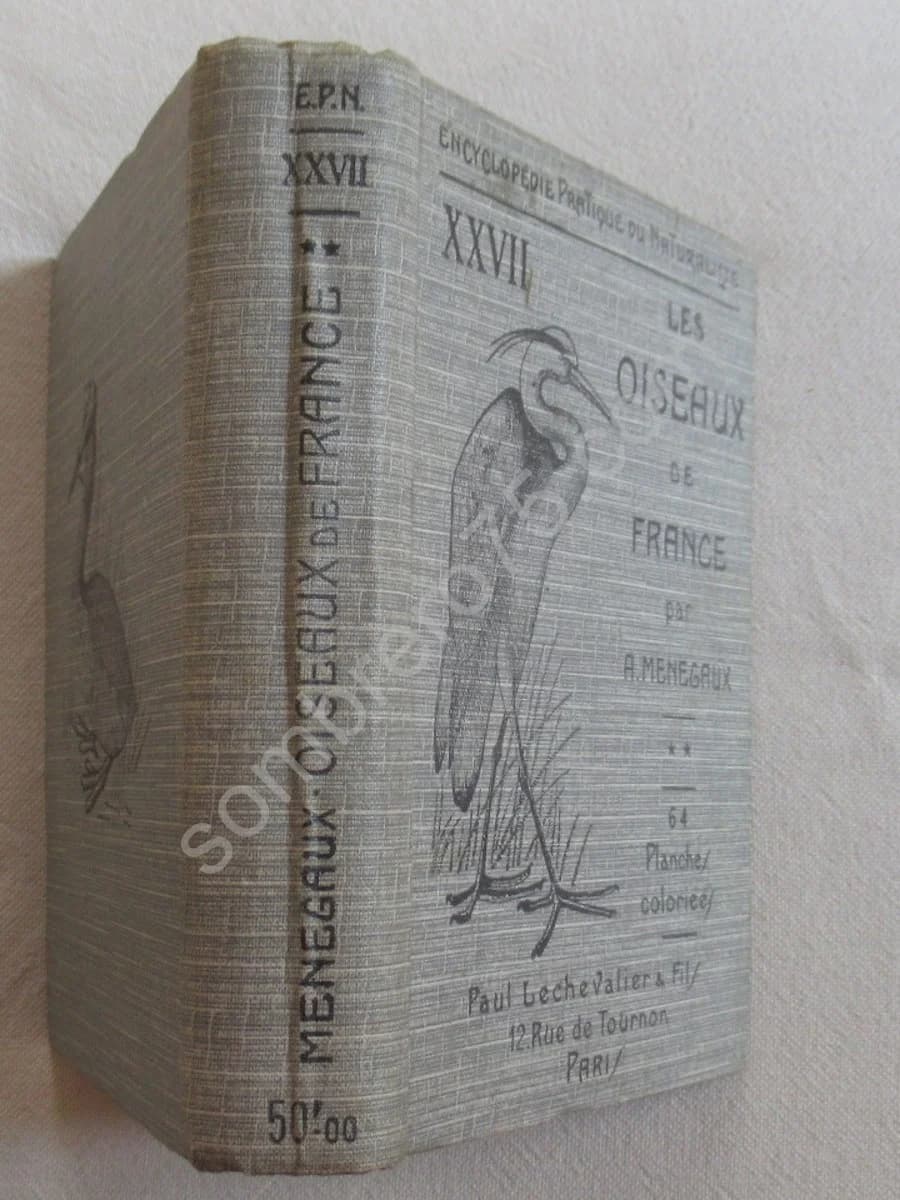 E.P.N.
XXVII
**
MENEGAUX · OISEAUX DE FRANCE
50ᶠ·00
ENCYCLOPÉDIE PRATIQUE DU NATURALISTE
XXVII
LES
OISEAUX
DE
FRANCE
par
A. MENEGAUX
**
64
Planches
coloriées
Paul Lechevalier & Fils
12. Rue de Tournon
PARIS